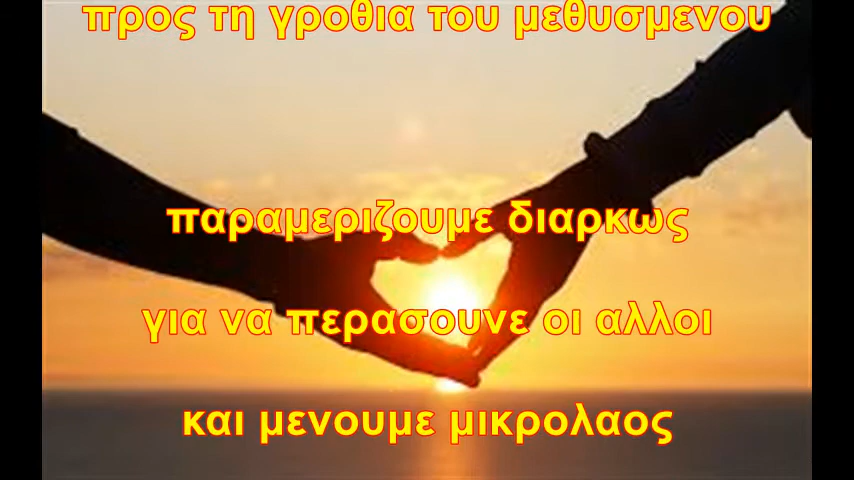 προς τη γροθια του μεθυσμενου
παραμεριζουμε διαρκως
για να περασουνε οι αλλοι
και μενουμε μικρολαος